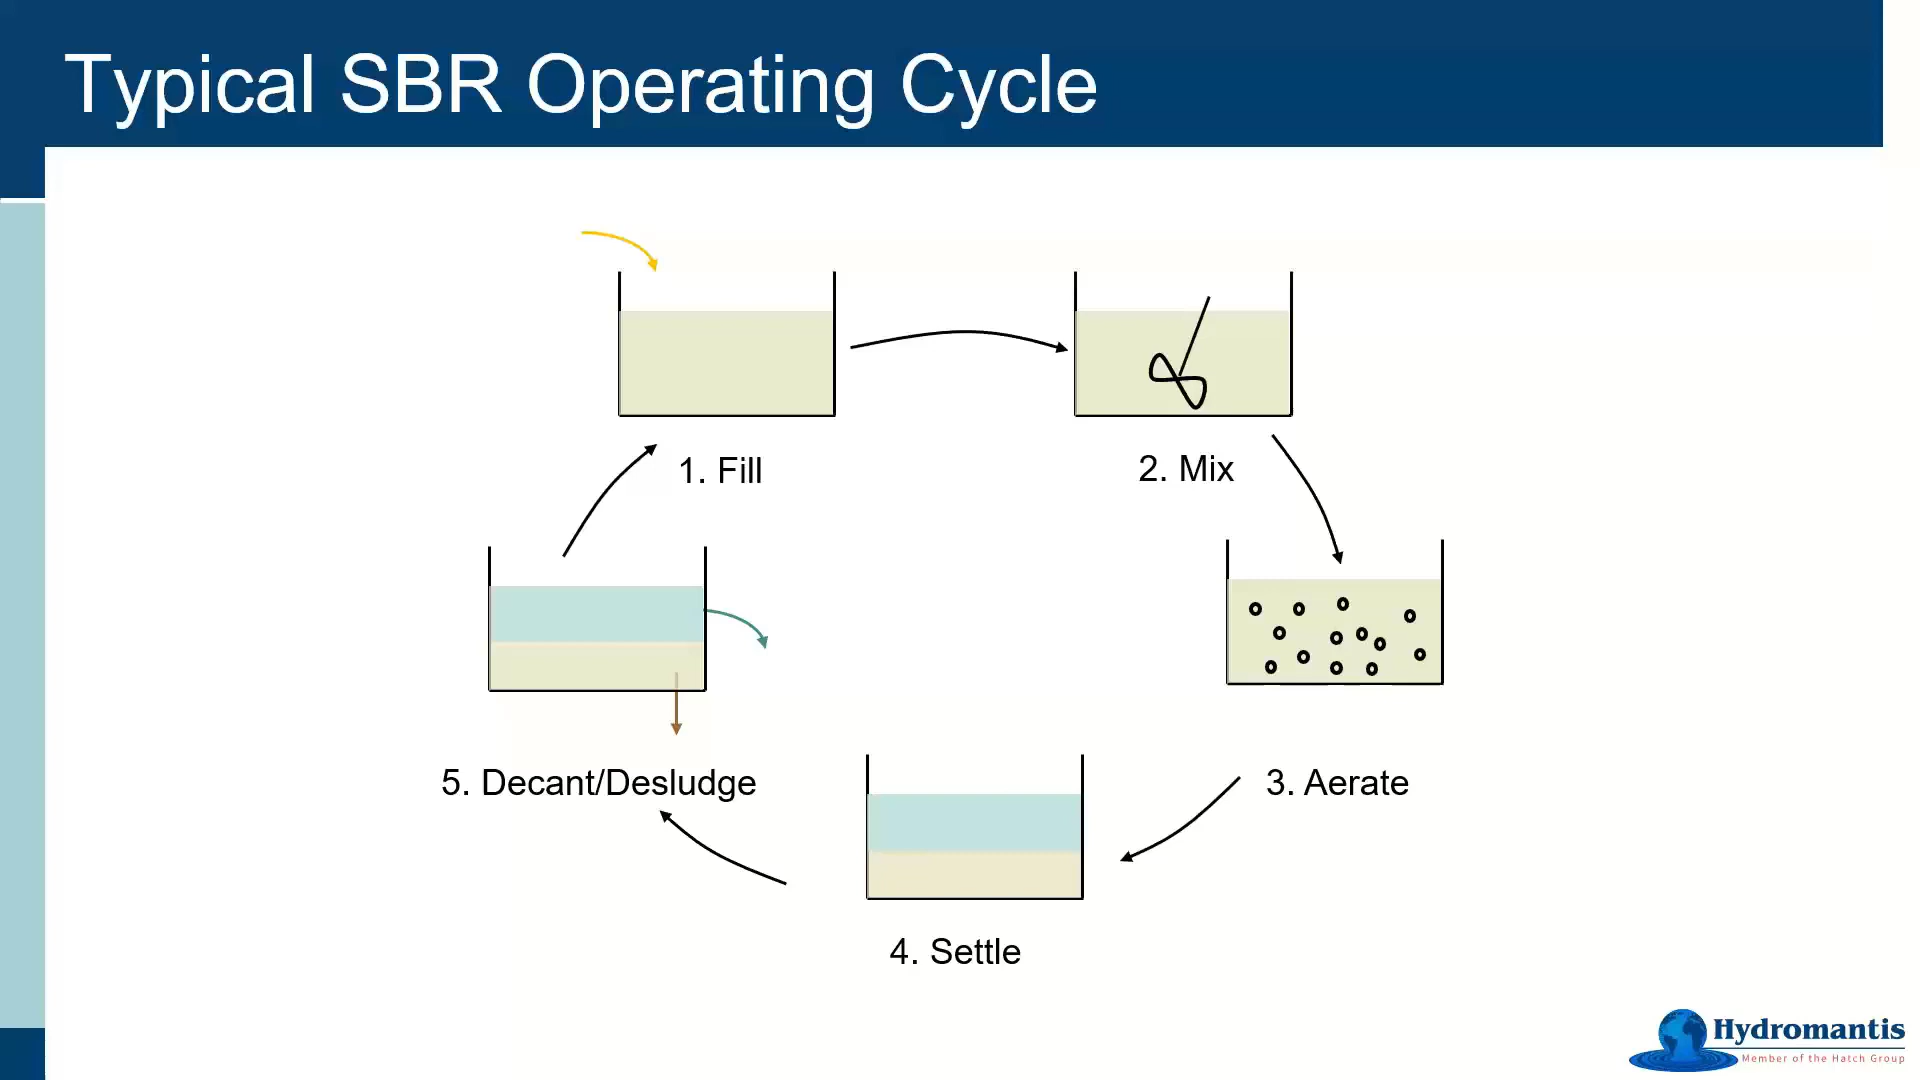 Typical SBR Operating Cycle
1. Fill
2. Mix
3. Aerate
4. Settle
5. Decant/Desludge
Hydromantis
Member of the Hatch Group